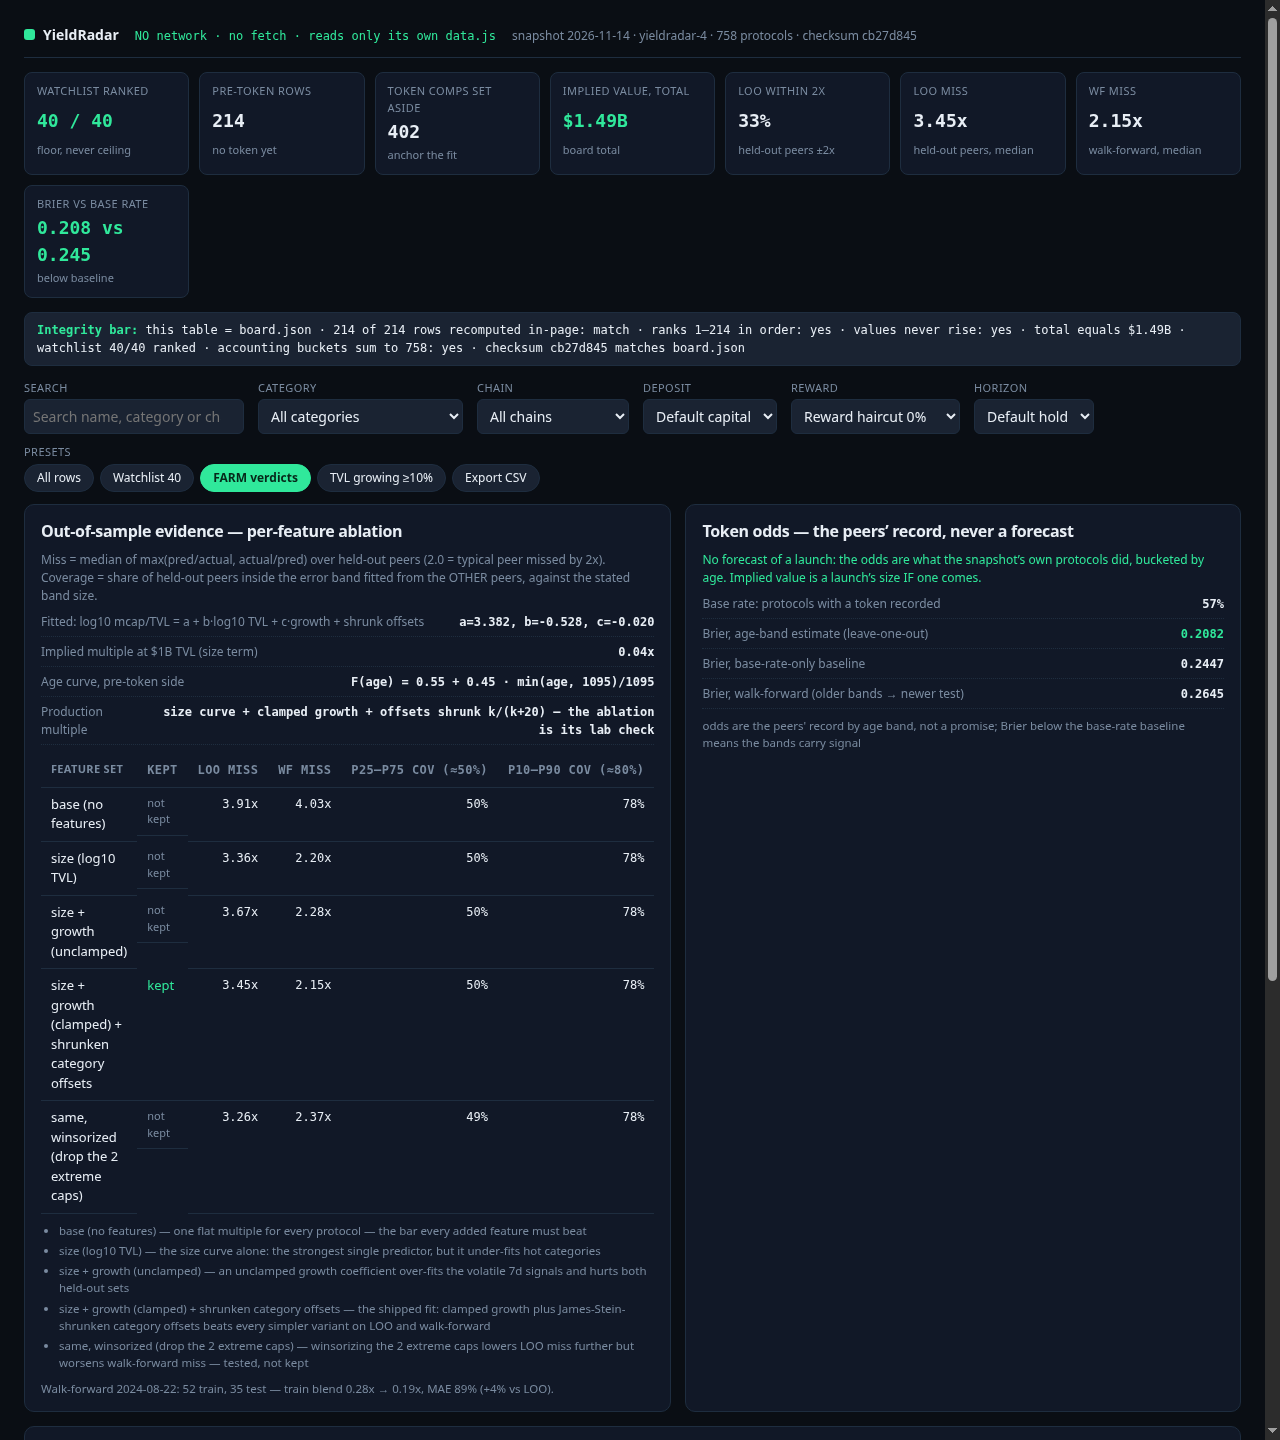 YieldRadar NO network · no fetch · reads only its own data.js snapshot 2026-11-14 · yieldradar-4 · 758 protocols · checksum cb27d845
WATCHLIST RANKED
40 / 40
floor, never ceiling
PRE-TOKEN ROWS
214
no token yet
TOKEN COMPS SET
ASIDE
402
anchor the fit
IMPLIED VALUE, TOTAL
$1.49B
board total
LOO WITHIN 2X
33%
held-out peers ±2x
LOO MISS
3.45x
held-out peers, median
WF MISS
2.15x
walk-forward, median
BRIER VS BASE RATE
0.208 vs
0.245
below baseline
Integrity bar: this table = board.json · 214 of 214 rows recomputed in-page: match · ranks 1–214 in order: yes · values never rise: yes · total equals $1.49B ·
watchlist 40/40 ranked · accounting buckets sum to 758: yes · checksum cb27d845 matches board.json
SEARCH CATEGORY CHAIN DEPOSIT REWARD HORIZON
Search name, category or ch All categories All chains Default capital Reward haircut 0% Default hold
PRESETS
All rows Watchlist 40 FARM verdicts TVL growing ≥10% Export CSV
Out-of-sample evidence — per-feature ablation
Miss = median of max(pred/actual, actual/pred) over held-out peers (2.0 = typical peer missed by 2x).
Coverage = share of held-out peers inside the error band fitted from the OTHER peers, against the stated
band size.
Fitted: log10 mcap/TVL = a + b·log10 TVL + c·growth + shrunk offsets a=3.382, b=-0.528, c=-0.020
Implied multiple at $1B TVL (size term) 0.04x
Age curve, pre-token side F(age) = 0.55 + 0.45 · min(age, 1095)/1095
Production size curve + clamped growth + offsets shrunk k/(k+20) — the ablation
multiple is its lab check
FEATURE SET KEPT LOO MISS WF MISS P25–P75 COV (≈50%) P10–P90 COV (≈80%)
base (no not 3.91x 4.03x 50% 78%
features) kept
size (log10 not 3.36x 2.20x 50% 78%
TVL) kept
size + not 3.67x 2.28x 50% 78%
growth kept
(unclamped)
size + kept 3.45x 2.15x 50% 78%
growth
(clamped) +
shrunken
category
offsets
same, not 3.26x 2.37x 49% 78%
winsorized kept
(drop the 2
extreme
caps)
• base (no features) — one flat multiple for every protocol — the bar every added feature must beat
• size (log10 TVL) — the size curve alone: the strongest single predictor, but it under-fits hot categories
• size + growth (unclamped) — an unclamped growth coefficient over-fits the volatile 7d signals and hurts both
held-out sets
• size + growth (clamped) + shrunken category offsets — the shipped fit: clamped growth plus James-Stein-
shrunken category offsets beats every simpler variant on LOO and walk-forward
• same, winsorized (drop the 2 extreme caps) — winsorizing the 2 extreme caps lowers LOO miss further but
worsens walk-forward miss — tested, not kept
Walk-forward 2024-08-22: 52 train, 35 test — train blend 0.28x → 0.19x, MAE 89% (+4% vs LOO).
Token odds — the peers’ record, never a forecast
No forecast of a launch: the odds are what the snapshot’s own protocols did, bucketed by
age. Implied value is a launch’s size IF one comes.
Base rate: protocols with a token recorded 57%
Brier, age-band estimate (leave-one-out) 0.2082
Brier, base-rate-only baseline 0.2447
Brier, walk-forward (older bands → newer test) 0.2645
odds are the peers’ record by age band, not a promise; Brier below the base-rate baseline
means the bands carry signal